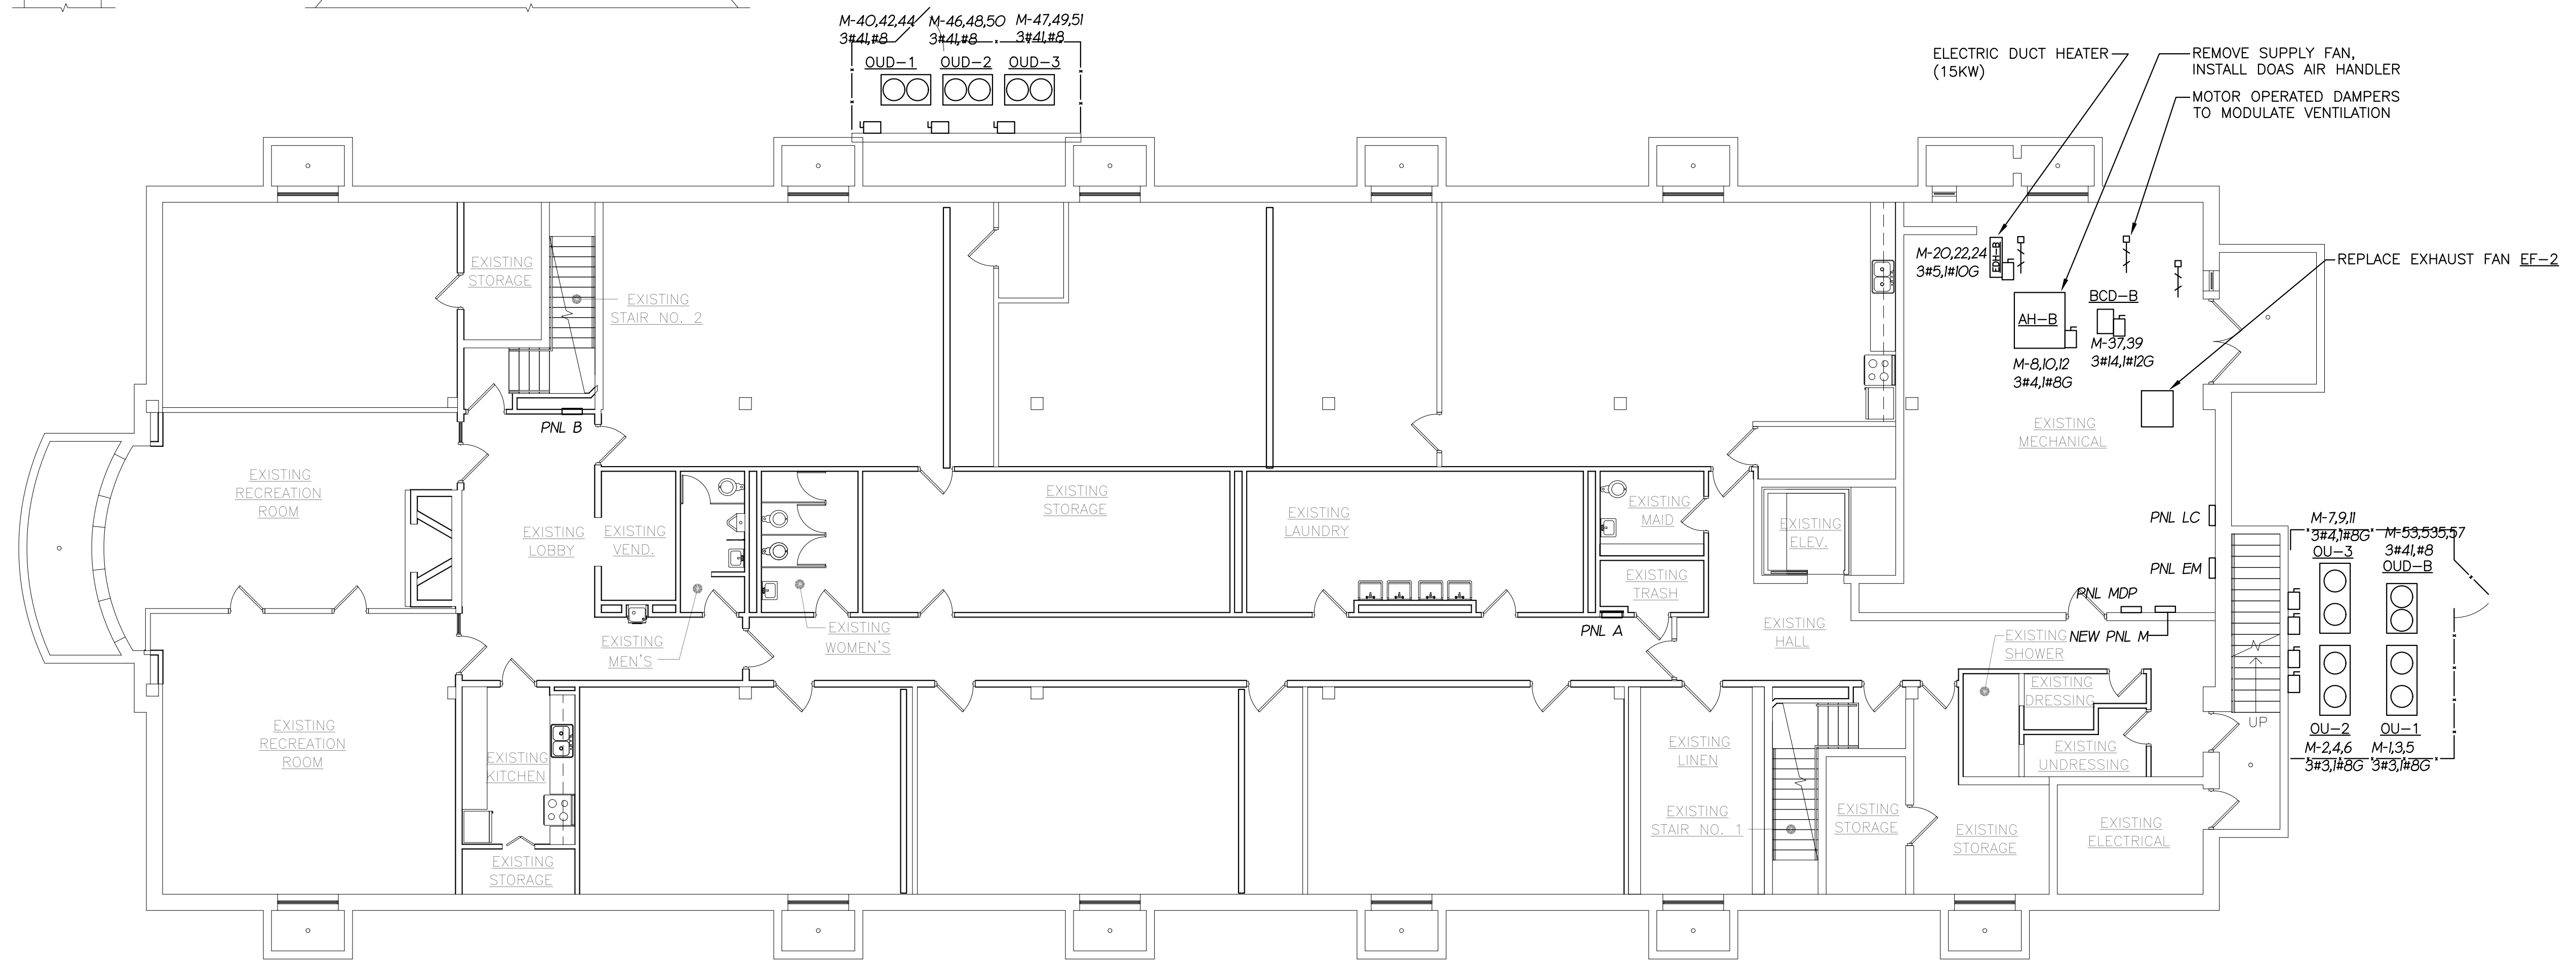 M-40,42,44
3#41,#8
M-46,48,50
3#41,#8
M-47,49,51
3#41,#8
OUD-1
OUD-2
OUD-3
ELECTRIC DUCT HEATER
(15KW)
REMOVE SUPPLY FAN,
INSTALL DOAS AIR HANDLER
MOTOR OPERATED DAMPERS
TO MODULATE VENTILATION
REPLACE EXHAUST FAN EF-2
M-20,22,24
3#5,1#10G
EDH-B
BCD-B
AH-B
M-37,39
3#14,1#12G
M-8,10,12
3#4,1#8G
EXISTING
STORAGE
EXISTING
STAIR NO. 2
PNL B
EXISTING
MECHANICAL
EXISTING
RECREATION
ROOM
EXISTING
LOBBY
EXISTING
VEND.
EXISTING
STORAGE
EXISTING
LAUNDRY
EXISTING
MAID
EXISTING
ELEV.
EXISTING
TRASH
PNL LC
PNL EM
PNL MDP
M-7,9,11
3#4,1#8G
OU-3
M-53,535,57
3#41,#8
OUD-B
EXISTING
MEN'S
EXISTING
WOMEN'S
PNL A
EXISTING
HALL
EXISTING
SHOWER
NEW PNL M
EXISTING
DRESSING
EXISTING
UNDRESSING
UP
OU-2
M-2,4,6
3#3,1#8G
OU-1
M-1,3,5
3#3,1#8G
EXISTING
RECREATION
ROOM
EXISTING
KITCHEN
EXISTING
STORAGE
EXISTING
LINEN
EXISTING
STAIR NO. 1
EXISTING
STORAGE
EXISTING
STORAGE
EXISTING
ELECTRICAL